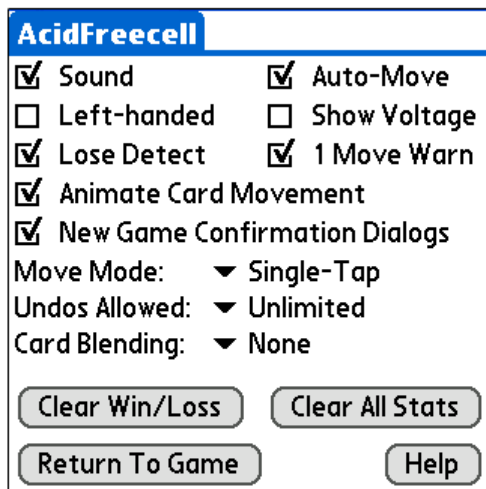 AcidFreecell
Sound Auto-Move
Left-handed Show Voltage
Lose Detect 1 Move Warn
Animate Card Movement
New Game Confirmation Dialogs
Move Mode: Single-Tap
Undos Allowed: Unlimited
Card Blending: None
Clear Win/Loss Clear All Stats
Return To Game Help